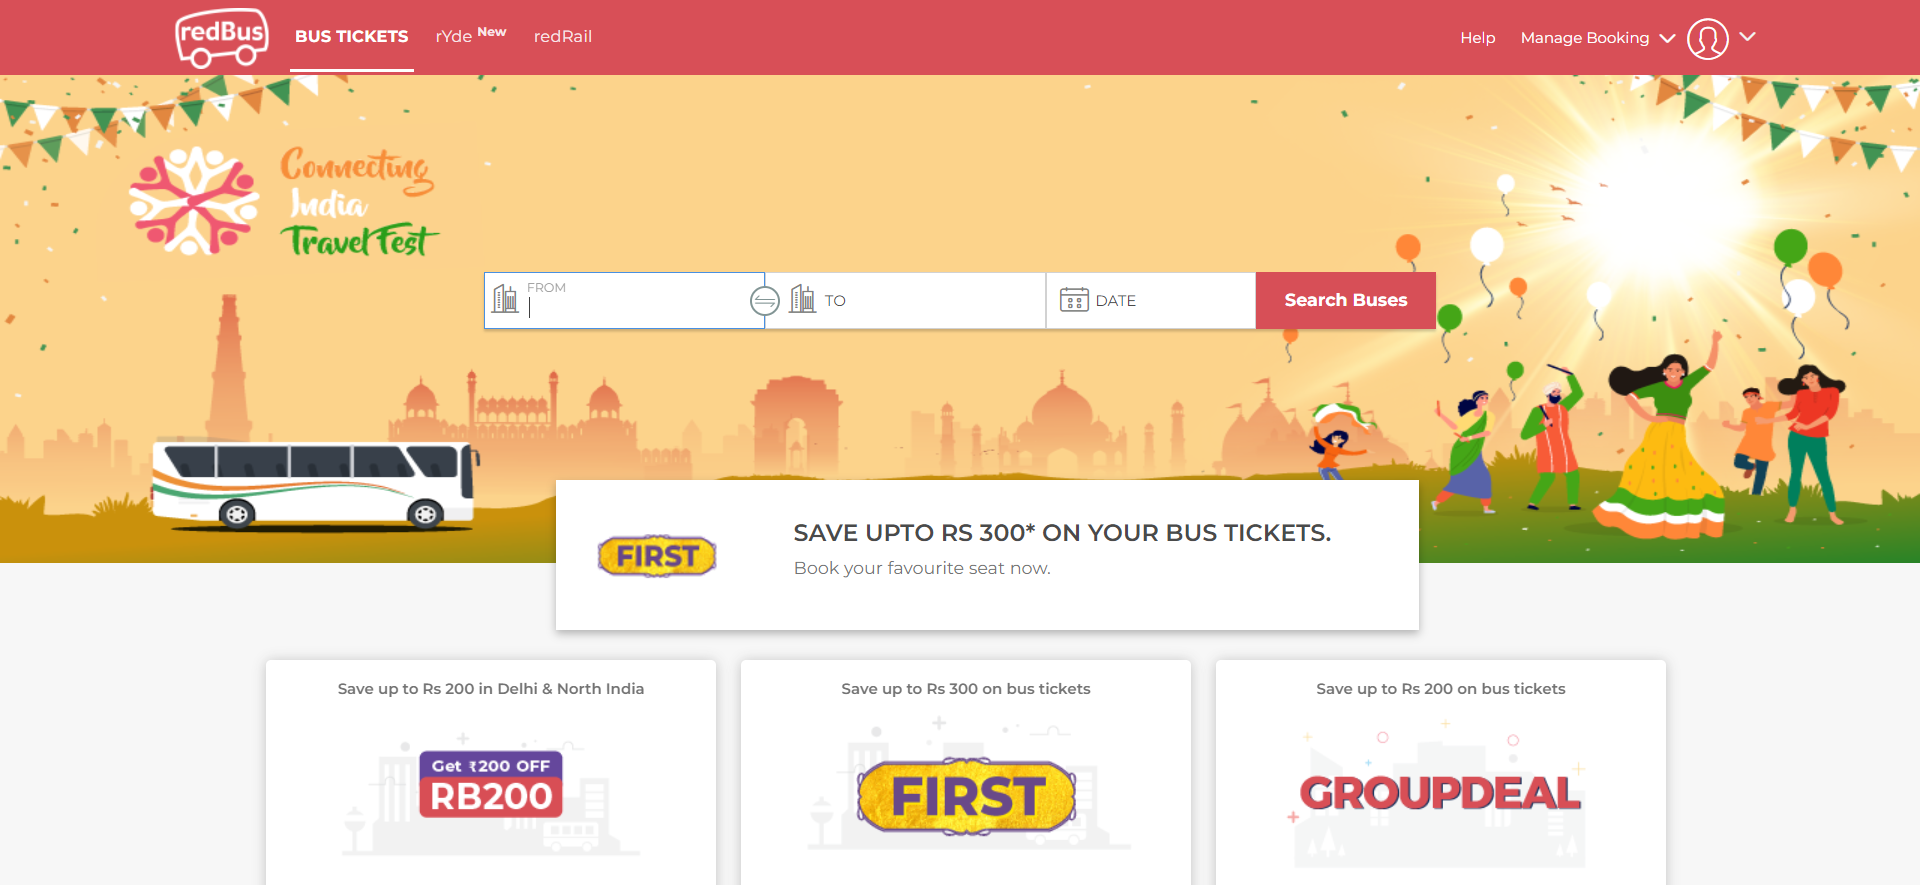 redBus
BUS TICKETS
rYde New
redRail
Help
Manage Booking
Connecting
India
Travel Fest
FROM
TO
DATE
Search Buses
FIRST
SAVE UPTO RS 300* ON YOUR BUS TICKETS.
Book your favourite seat now.
Save up to Rs 200 in Delhi & North India
Get ₹200 OFF
RB200
Save up to Rs 300 on bus tickets
FIRST
Save up to Rs 200 on bus tickets
GROUPDEAL